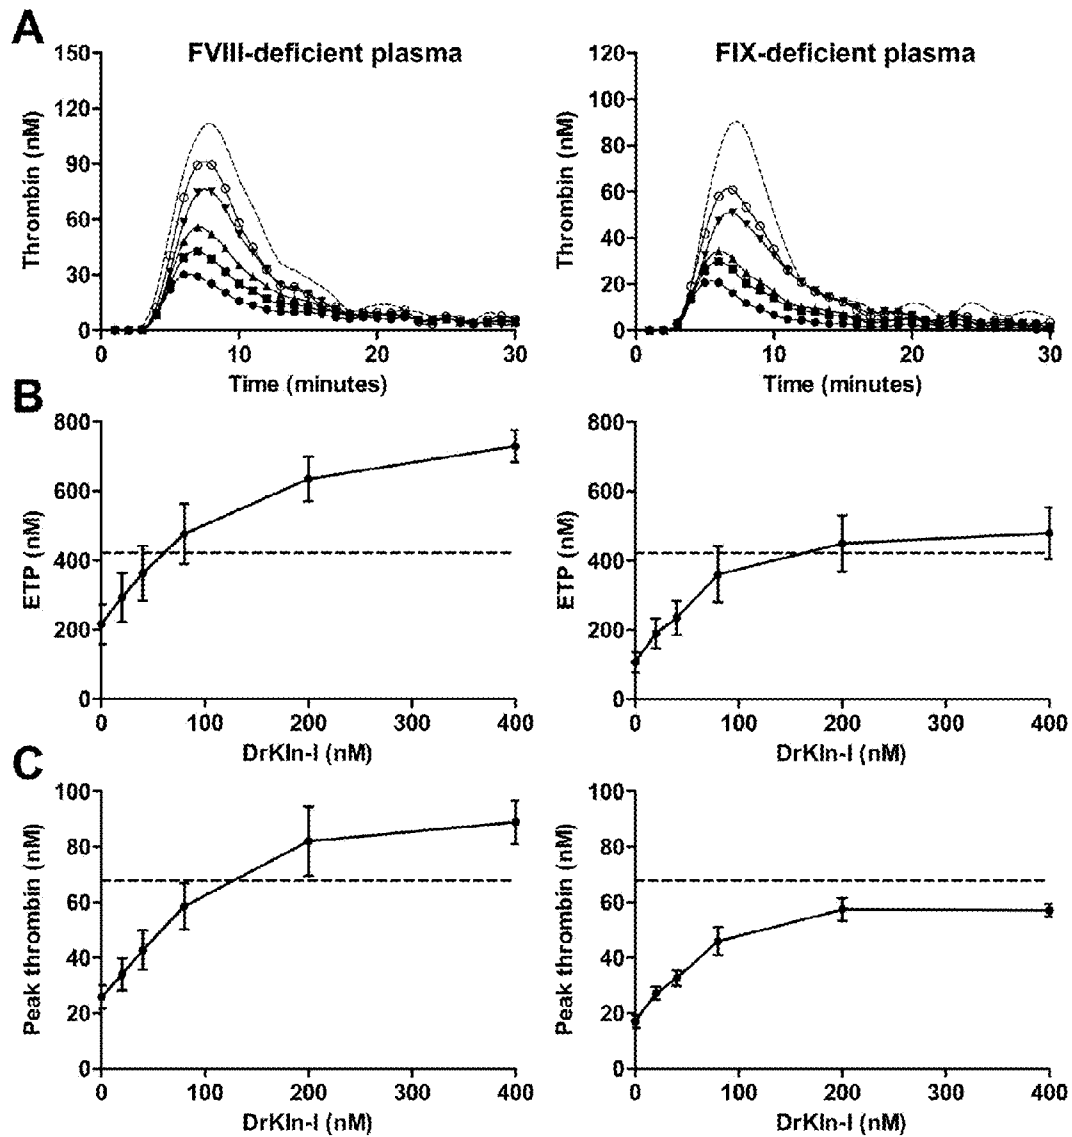 A
FVIII-deficient plasma
FIX-deficient plasma
Thrombin (nM)
150
120
90
60
30
0
0 10 20 30
Time (minutes)
Thrombin (nM)
120
100
80
60
40
20
0
0 10 20 30
Time (minutes)
B
ETP (nM)
800
600
400
200
0
0 100 200 300 400
DrKIn-I (nM)
ETP (nM)
800
600
400
200
0
0 100 200 300 400
DrKIn-I (nM)
C
Peak thrombin (nM)
100
80
60
40
20
0
0 100 200 300 400
DrKIn-I (nM)
Peak thrombin (nM)
100
80
60
40
20
0
0 100 200 300 400
DrKIn-I (nM)